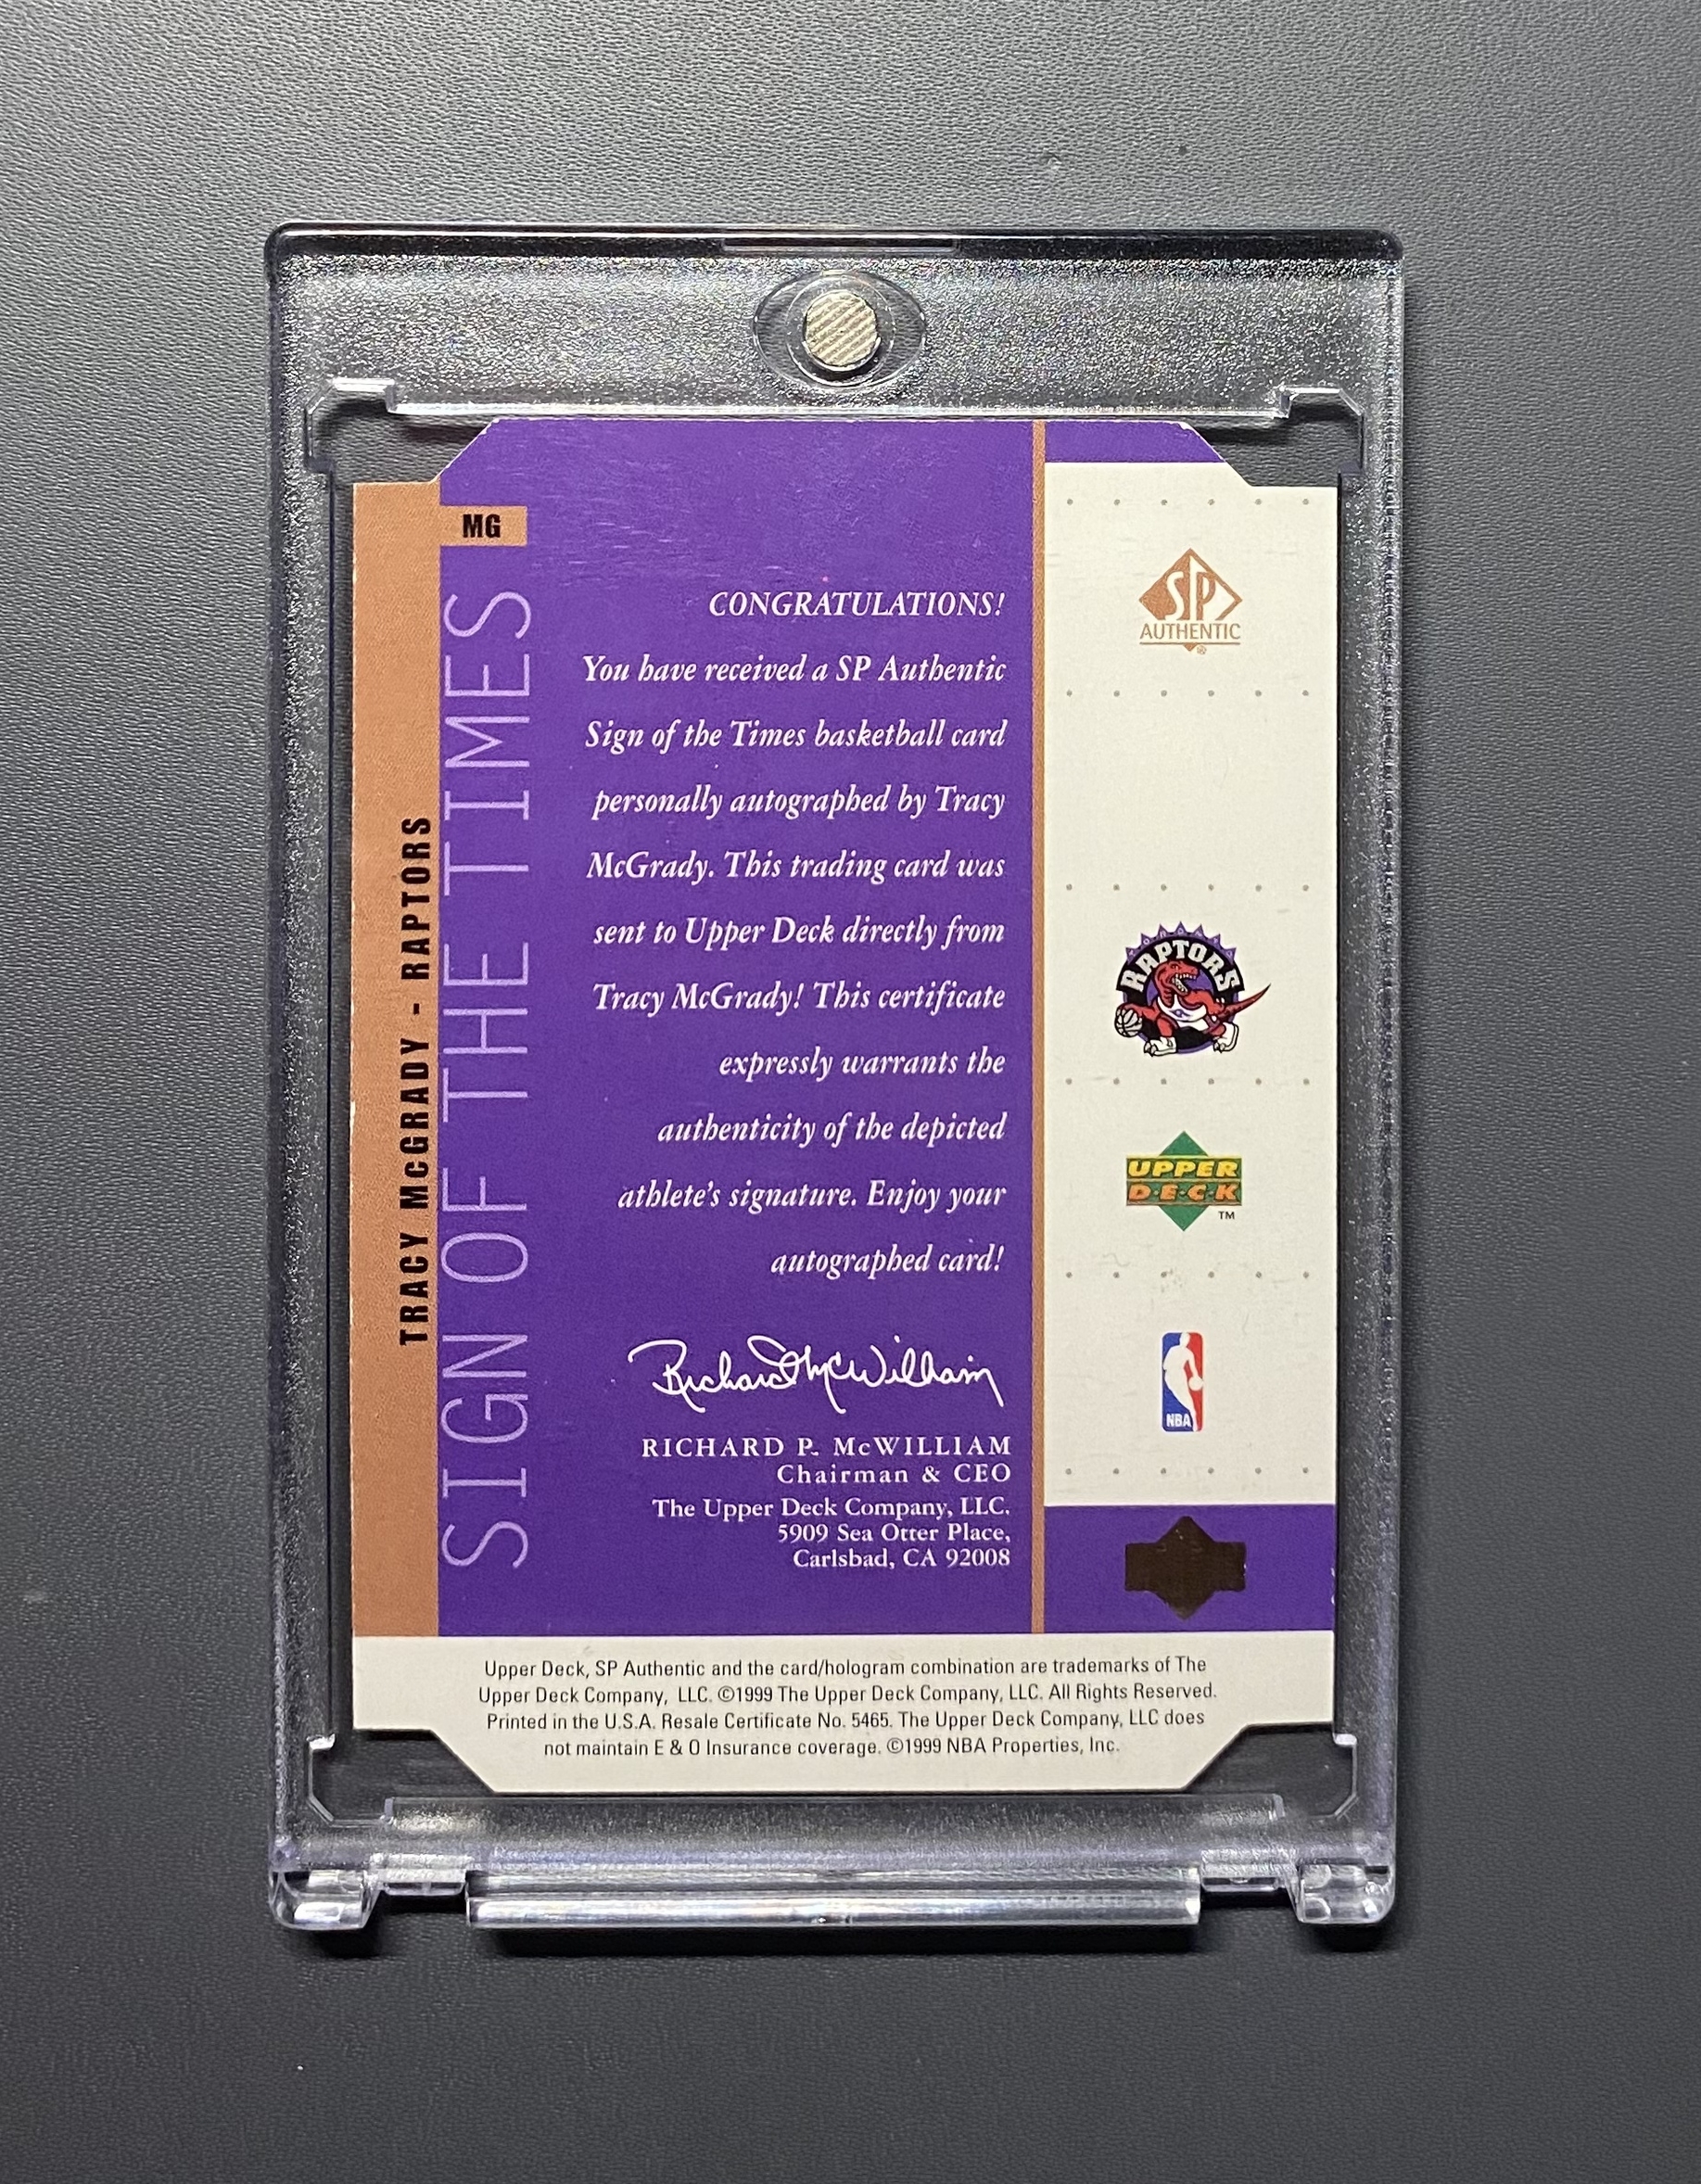 MG
TRACY McGRADY - RAPTORS
SIGN OF THE TIMES
CONGRATULATIONS!
You have received a SP Authentic
Sign of the Times basketball card
personally autographed by Tracy
McGrady. This trading card was
sent to Upper Deck directly from
Tracy McGrady! This certificate
expressly warrants the
authenticity of the depicted
athlete's signature. Enjoy your
autographed card!
Richard McWilliam
RICHARD P. McWILLIAM
Chairman & CEO
The Upper Deck Company, LLC.
5909 Sea Otter Place,
Carlsbad, CA 92008
SP
AUTHENTIC
®
RAPTORS
UPPER
DECK
TM
NBA
Upper Deck, SP Authentic and the card/hologram combination are trademarks of The
Upper Deck Company, LLC. ©1999 The Upper Deck Company, LLC. All Rights Reserved.
Printed in the U.S.A. Resale Certificate No. 5465. The Upper Deck Company, LLC does
not maintain E & O Insurance coverage. ©1999 NBA Properties, Inc.